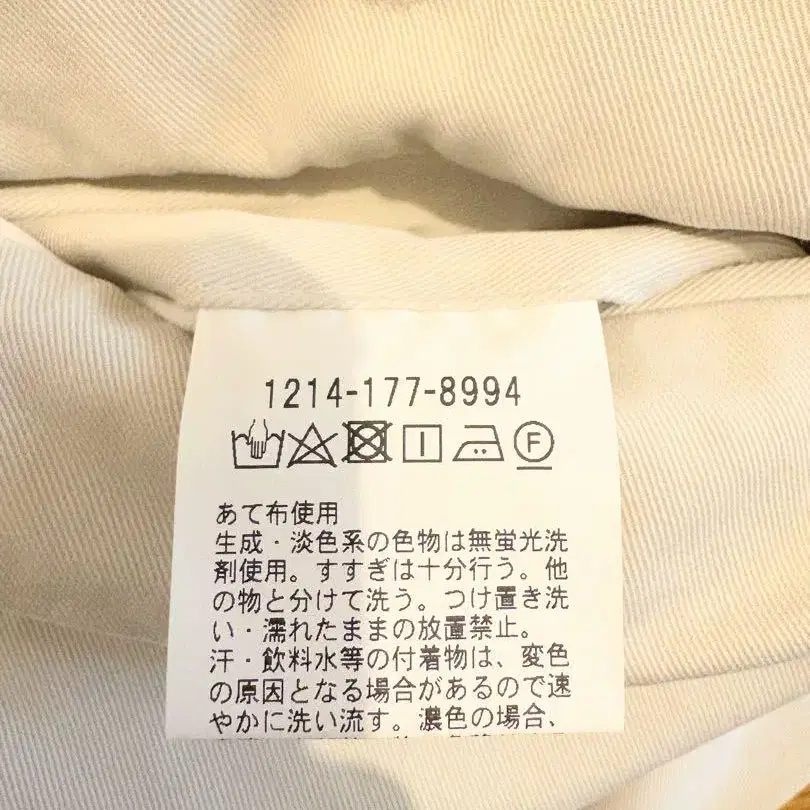 1214-177-8994
F
あて布使用
生成・淡色系の色物は無蛍光洗
剤使用。すすぎは十分行う。他
の物と分けて洗う。つけ置き洗
い・濡れたままの放置禁止。
汗・飲料水等の付着物は、変色
の原因となる場合があるので速
やかに洗い流す。濃色の場合、